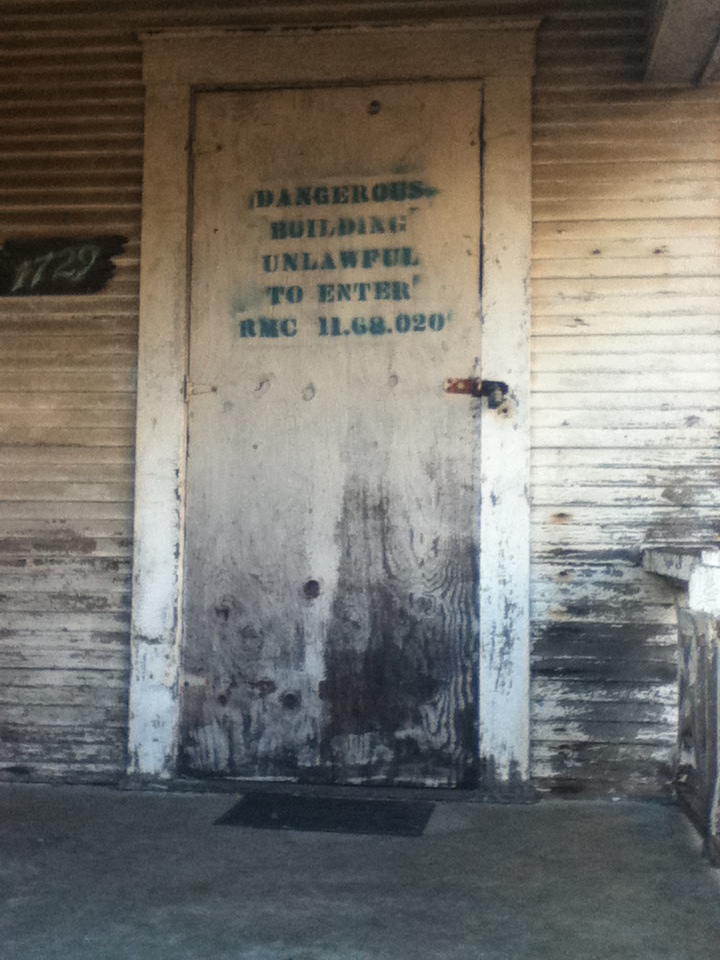 DANGEROUS
BUILDING
UNLAWFUL
TO ENTER
RMC 11.68.020
1729